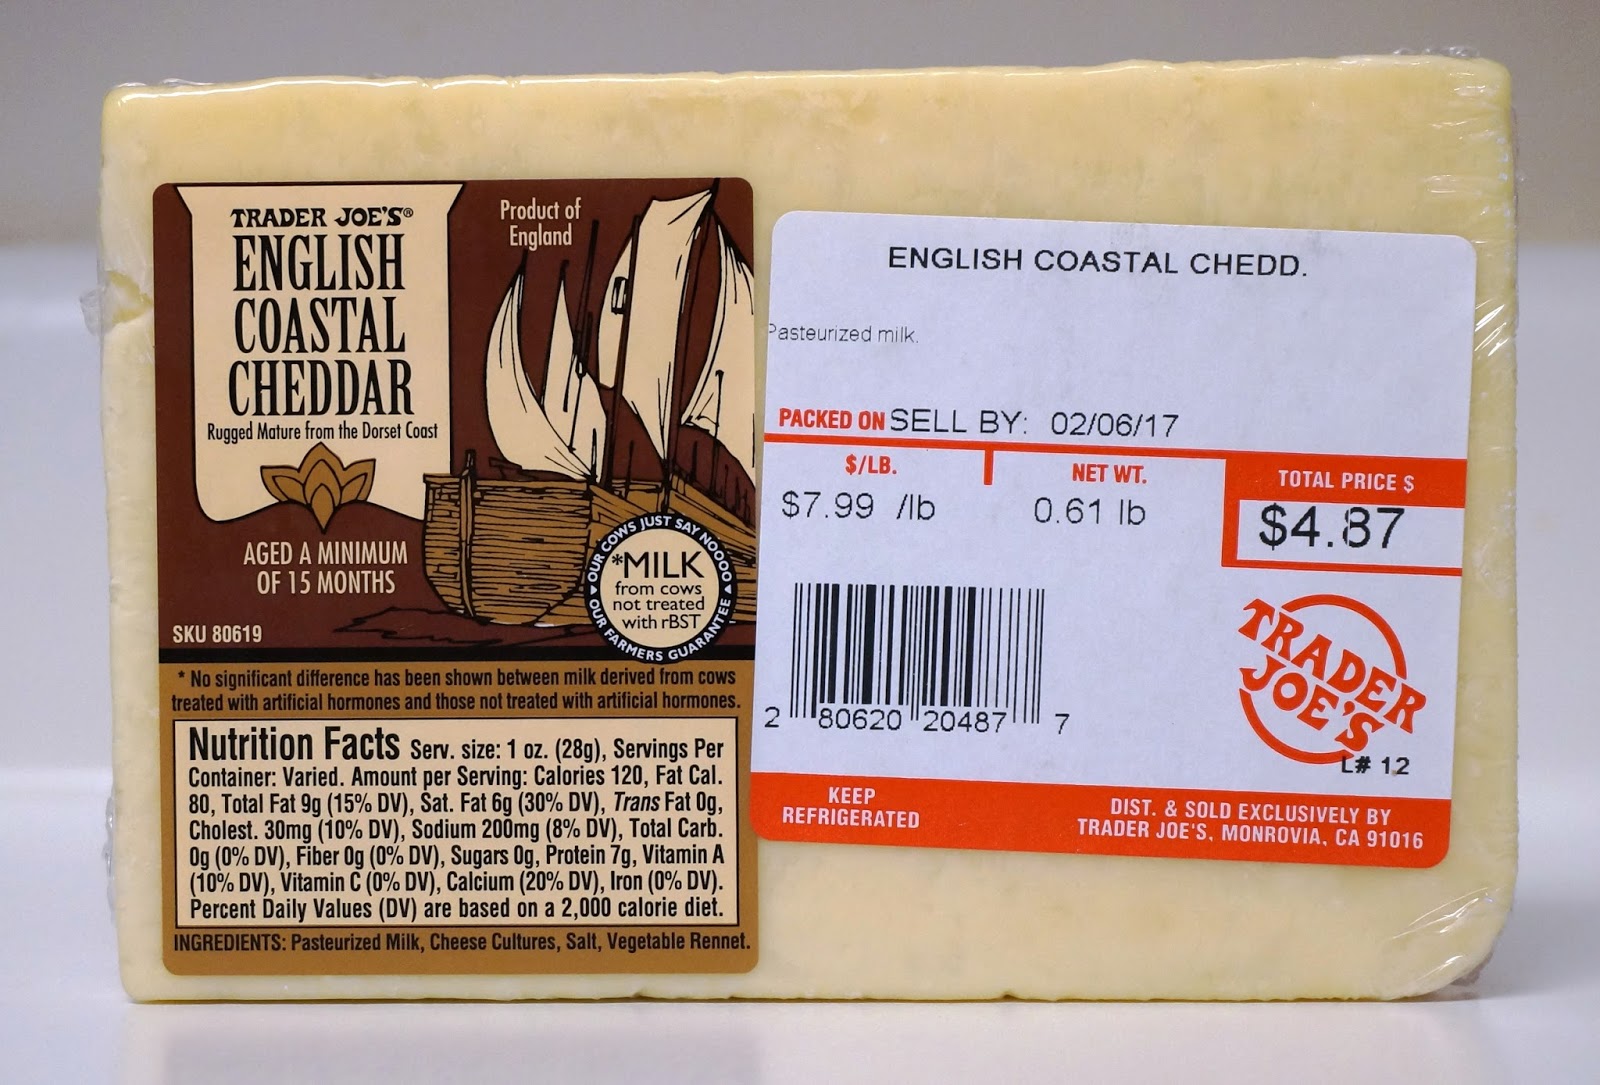 TRADER JOE'S®
ENGLISH
COASTAL
CHEDDAR
Rugged Mature from the Dorset Coast
Product of
England
AGED A MINIMUM
OF 15 MONTHS
SKU 80619
OUR COWS JUST SAY NOOOO
*MILK
from cows
not treated
with rBST
OUR FARMERS GUARANTEE
* No significant difference has been shown between milk derived from cows
treated with artificial hormones and those not treated with artificial hormones.
Nutrition Facts Serv. size: 1 oz. (28g), Servings Per
Container: Varied. Amount per Serving: Calories 120, Fat Cal.
80, Total Fat 9g (15% DV), Sat. Fat 6g (30% DV), Trans Fat 0g,
Cholest. 30mg (10% DV), Sodium 200mg (8% DV), Total Carb.
0g (0% DV), Fiber 0g (0% DV), Sugars 0g, Protein 7g, Vitamin A
(10% DV), Vitamin C (0% DV), Calcium (20% DV), Iron (0% DV).
Percent Daily Values (DV) are based on a 2,000 calorie diet.
INGREDIENTS: Pasteurized Milk, Cheese Cultures, Salt, Vegetable Rennet.
ENGLISH COASTAL CHEDD.
Pasteurized milk.
PACKED ON SELL BY: 02/06/17
$/LB. NET WT. TOTAL PRICE $
$7.99 /lb 0.61 lb $4.87
2 80620 20487 7
TRADER
JOE'S
L# 12
KEEP
REFRIGERATED
DIST. & SOLD EXCLUSIVELY BY
TRADER JOE'S, MONROVIA, CA 91016